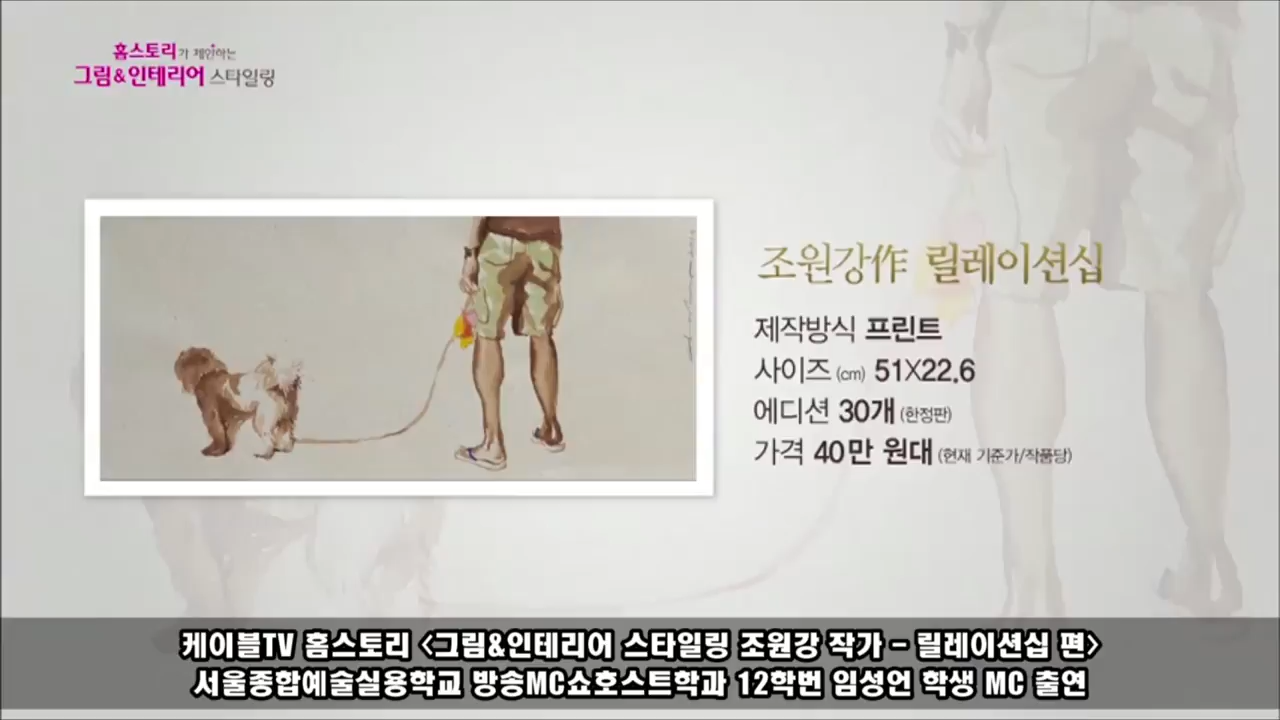 홈스토리가 제안하는
그림&인테리어 스타일링
조원강作 릴레이션십
제작방식 프린트
사이즈 (cm) 51X22.6
에디션 30개 (한정판)
가격 40만 원대 (현재 기준가/작품당)
케이블TV 홈스토리 <그림&인테리어 스타일링 조원강 작가 - 릴레이션십 편>
서울종합예술실용학교 방송MC쇼호스트학과 12학번 임성언 학생 MC 출연